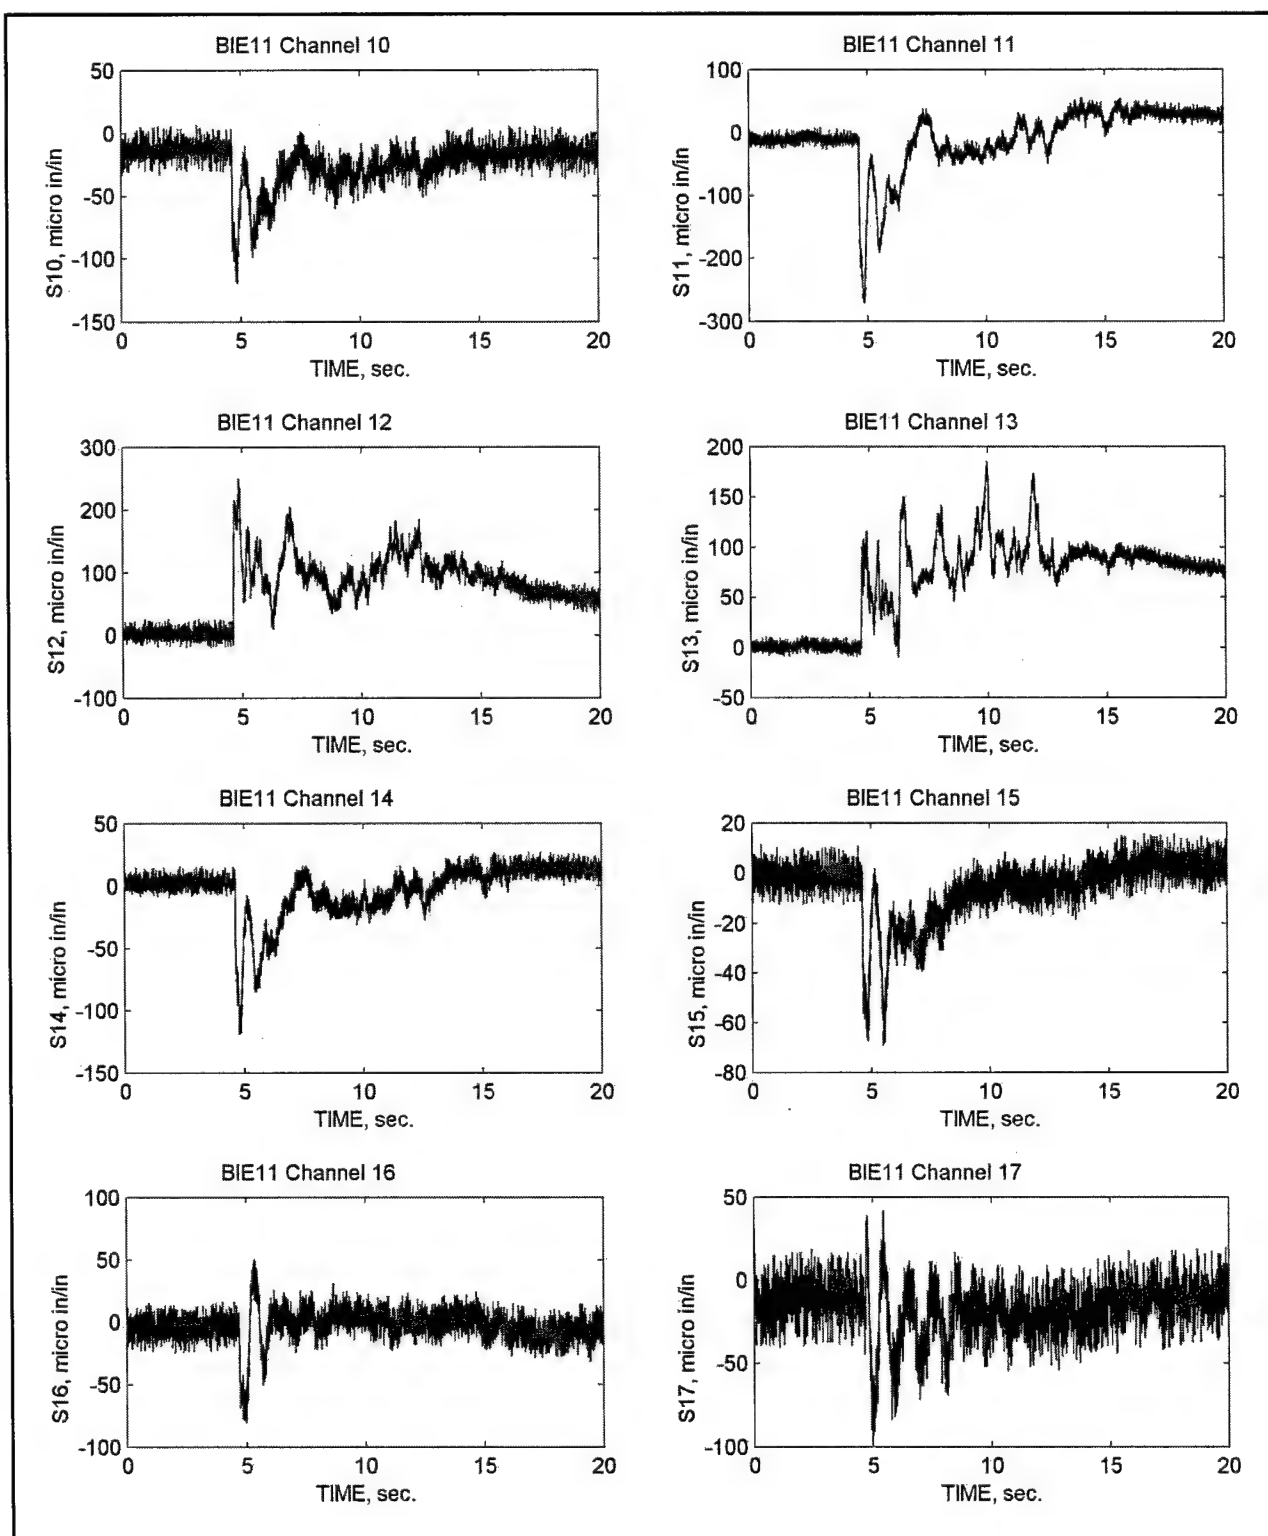 BIE11 Channel 10
50
0
-50
-100
-150
S10, micro in/in
0 5 10 15 20
TIME, sec.
BIE11 Channel 11
100
0
-100
-200
-300
S11, micro in/in
0 5 10 15 20
TIME, sec.
BIE11 Channel 12
300
200
100
0
-100
S12, micro in/in
0 5 10 15 20
TIME, sec.
BIE11 Channel 13
200
150
100
50
0
-50
S13, micro in/in
0 5 10 15 20
TIME, sec.
BIE11 Channel 14
50
0
-50
-100
-150
S14, micro in/in
0 5 10 15 20
TIME, sec.
BIE11 Channel 15
20
0
-20
-40
-60
-80
S15, micro in/in
0 5 10 15 20
TIME, sec.
BIE11 Channel 16
100
50
0
-50
-100
S16, micro in/in
0 5 10 15 20
TIME, sec.
BIE11 Channel 17
50
0
-50
-100
S17, micro in/in
0 5 10 15 20
TIME, sec.